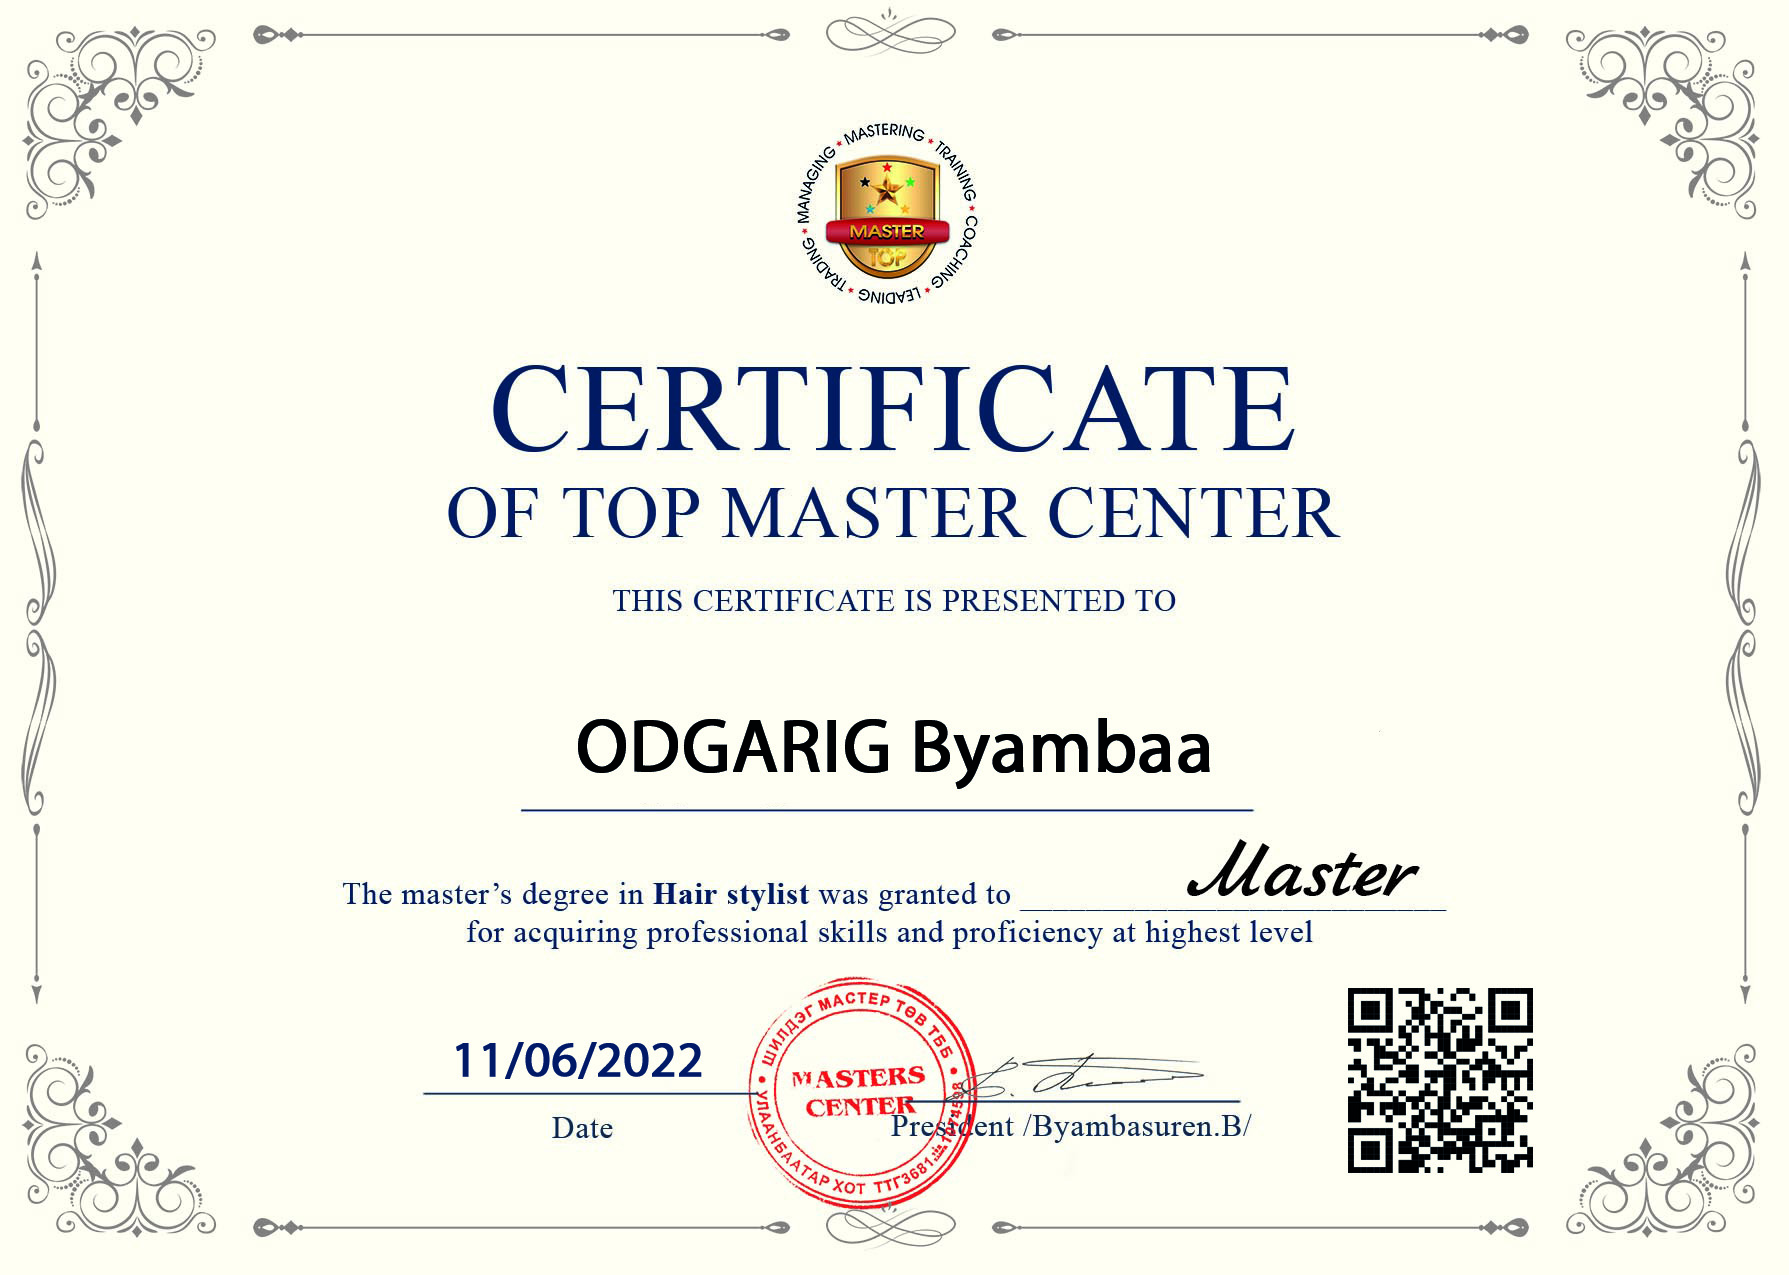 MANAGING * MASTERING * TRAINING * COACHING * LEADING * TRADING *
MASTER
TOP
CERTIFICATE
OF TOP MASTER CENTER
THIS CERTIFICATE IS PRESENTED TO
ODGARIG Byambaa
Master
The master’s degree in Hair stylist was granted to __________________________
for acquiring professional skills and proficiency at highest level
11/06/2022
Date
ШИЛДЭГ МАСТЕР ТӨВ ТББ
MASTERS
CENTER
УЛААНБААТАР ХОТ ТТГ3681
1074598
President /Byambasuren.B/